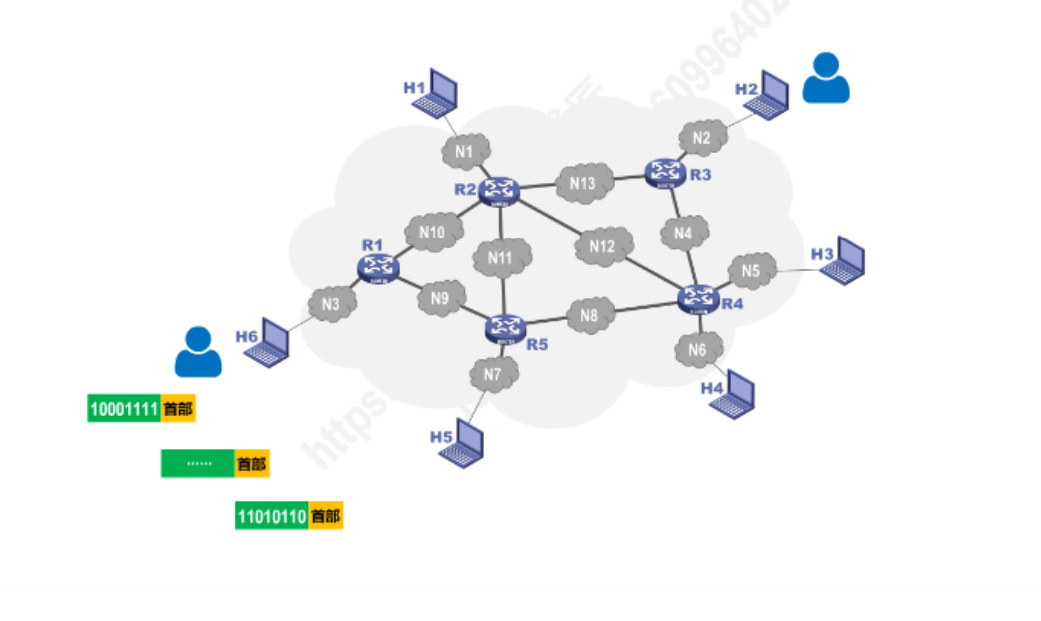 H1
H2
N1
N2
R2
N13
R3
N10
N4
R1
N11
N12
N5
H3
N3
N9
R4
H6
N8
R5
N6
N7
H4
H5
10001111 首部
…… 首部
11010110 首部
https: